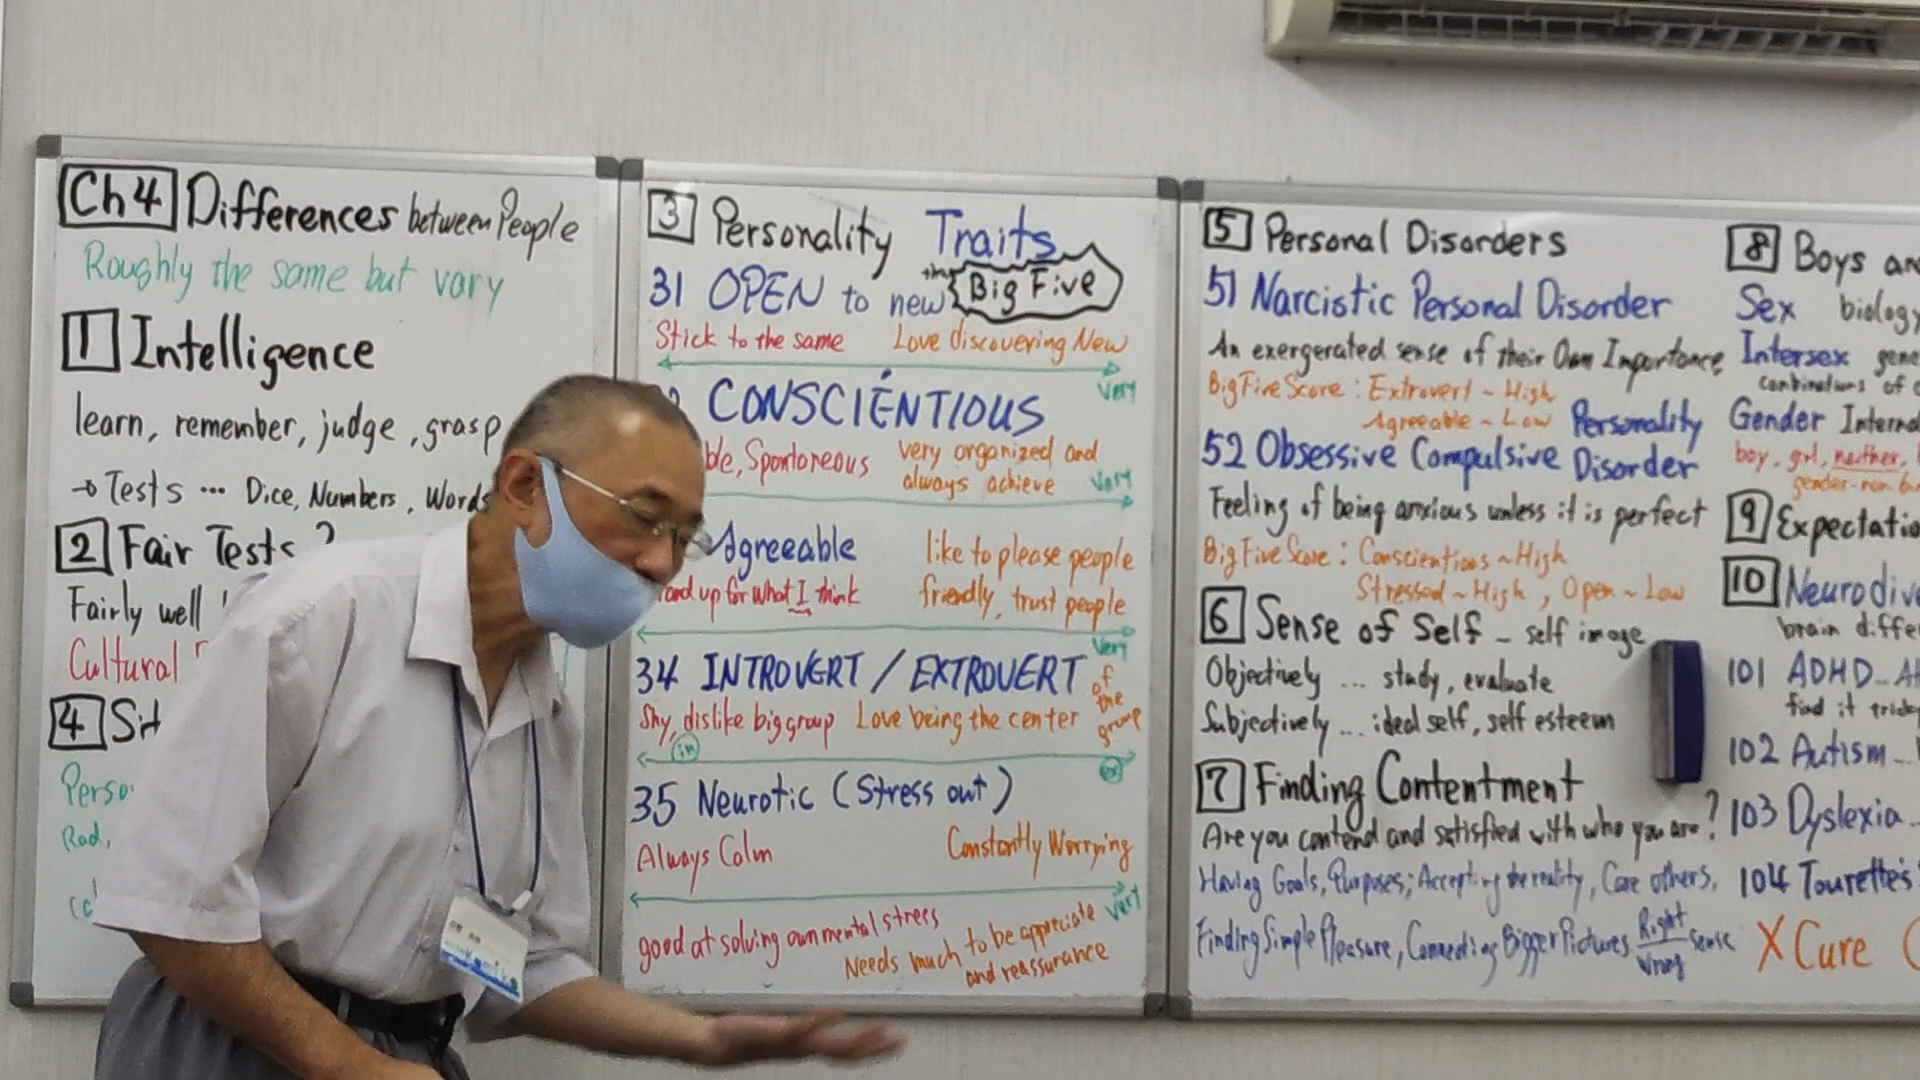 Ch4 Differences between People
Roughly the same but vary
1 Intelligence
learn, remember, judge, grasp
→ Tests ... Dice, Numbers, Words
2 Fair Tests ?
Fairly well
Cultural
4
Perso
Rad,
3 Personality Traits
the Big Five
31 OPEN to new
Stick to the same Love discovering New
Very
CONSCIENTIOUS
ble, Spontoneous very organized and
always achieve Very
Agreeable like to please people
and up for what I think friendly, trust people
Very
34 INTROVERT / EXTROVERT
Shy, dislike big group Love being the center of the group
in ex
35 Neurotic (Stress out)
Always Calm Constantly Worrying
Very
good at solving own mental stress
Needs much to be appreciate
and reassurance
5 Personal Disorders
51 Narcistic Personal Disorder
An exergerated sense of their Own Importance
Big Five Score : Extrovert ~ High
Agreeable ~ Low
52 Obsessive Compulsive Personality Disorder
Feeling of being anxious unless it is perfect
Big Five Score : Conscientious ~ High
Stressed ~ High , Open ~ Low
6 Sense of Self - self image
Objectively ... study, evaluate
Subjectively ... ideal self, self esteem
7 Finding Contentment
Are you contend and satisfied with who you are ?
Having Goals, Purposes; Accepting the reality, Care others,
Finding Simple Pleasure, Connecting Bigger Pictures Right sense
8 Boys an
Sex biology
Intersex gene
combinations of
Gender Interna
boy, girl, neither,
gender-non-b
9 Expectatio
10 Neurodive
brain differe
101 ADHD... At
find it tricky
102 Autism...
103 Dyslexia..
104 Tourette's
X Cure